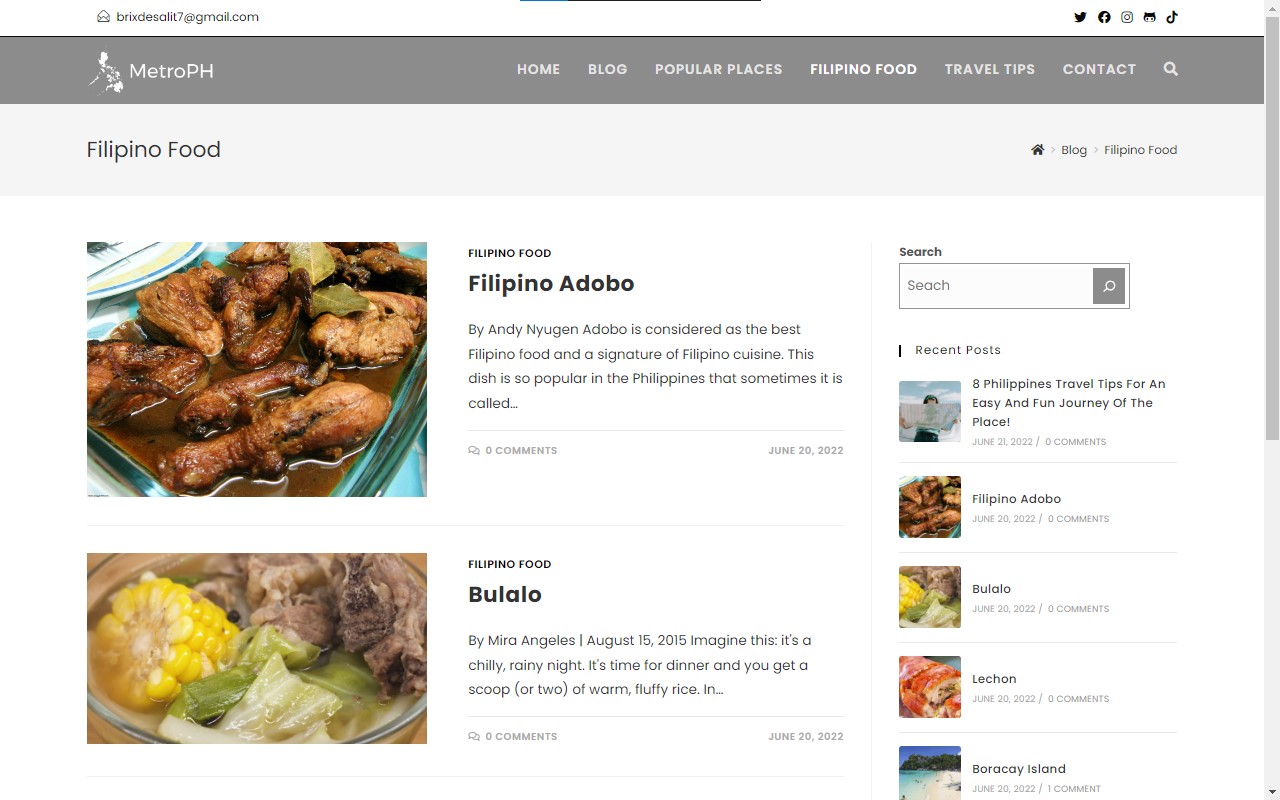 brixdesalit7@gmail.com
MetroPH
HOME BLOG POPULAR PLACES FILIPINO FOOD TRAVEL TIPS CONTACT
Filipino Food
> Blog > Filipino Food
FILIPINO FOOD
Filipino Adobo
By Andy Nyugen Adobo is considered as the best
Filipino food and a signature of Filipino cuisine. This
dish is so popular in the Philippines that sometimes it is
called...
0 COMMENTS JUNE 20, 2022
FILIPINO FOOD
Bulalo
By Mira Angeles | August 15, 2015 Imagine this: it's a
chilly, rainy night. It's time for dinner and you get a
scoop (or two) of warm, fluffy rice. In...
0 COMMENTS JUNE 20, 2022
Search
Seach
Recent Posts
8 Philippines Travel Tips For An
Easy And Fun Journey Of The
Place!
JUNE 21, 2022 / 0 COMMENTS
Filipino Adobo
JUNE 20, 2022 / 0 COMMENTS
Bulalo
JUNE 20, 2022 / 0 COMMENTS
Lechon
JUNE 20, 2022 / 0 COMMENTS
Boracay Island
JUNE 20, 2022 / 1 COMMENT